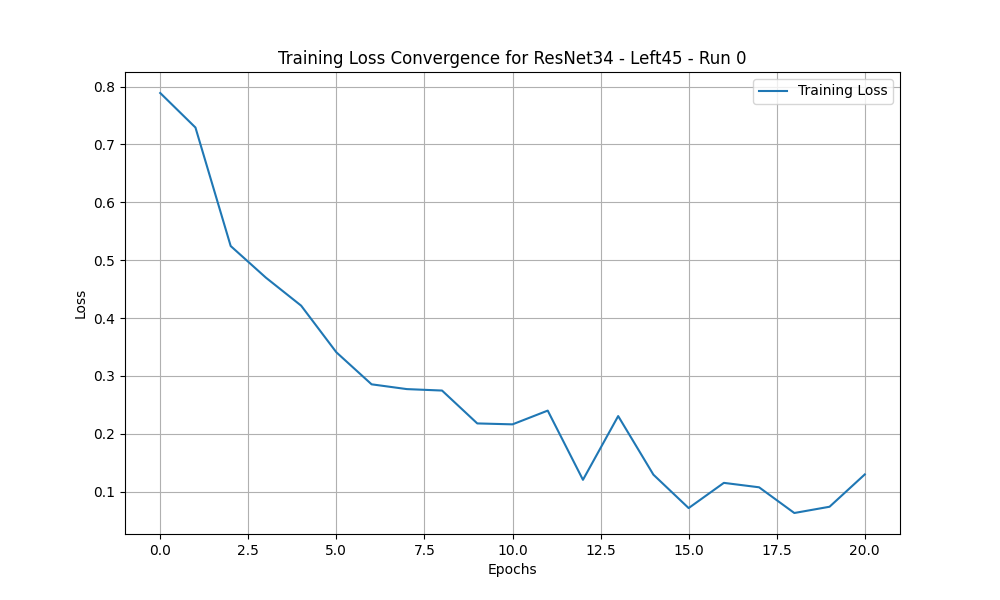 Training Loss Convergence for ResNet34 - Left45 - Run 0
Training Loss
0.8
0.7
0.6
0.5
0.4
0.3
0.2
0.1
Loss
0.0 2.5 5.0 7.5 10.0 12.5 15.0 17.5 20.0
Epochs